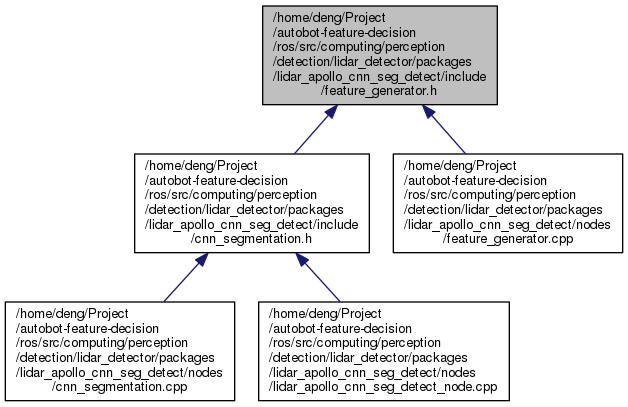 /home/deng/Project
/autobot-feature-decision
/ros/src/computing/perception
/detection/lidar_detector/packages
/lidar_apollo_cnn_seg_detect/include
/feature_generator.h
/home/deng/Project
/autobot-feature-decision
/ros/src/computing/perception
/detection/lidar_detector/packages
/lidar_apollo_cnn_seg_detect/include
/cnn_segmentation.h
/home/deng/Project
/autobot-feature-decision
/ros/src/computing/perception
/detection/lidar_detector/packages
/lidar_apollo_cnn_seg_detect/nodes
/feature_generator.cpp
/home/deng/Project
/autobot-feature-decision
/ros/src/computing/perception
/detection/lidar_detector/packages
/lidar_apollo_cnn_seg_detect/nodes
/cnn_segmentation.cpp
/home/deng/Project
/autobot-feature-decision
/ros/src/computing/perception
/detection/lidar_detector/packages
/lidar_apollo_cnn_seg_detect/nodes
/lidar_apollo_cnn_seg_detect_node.cpp